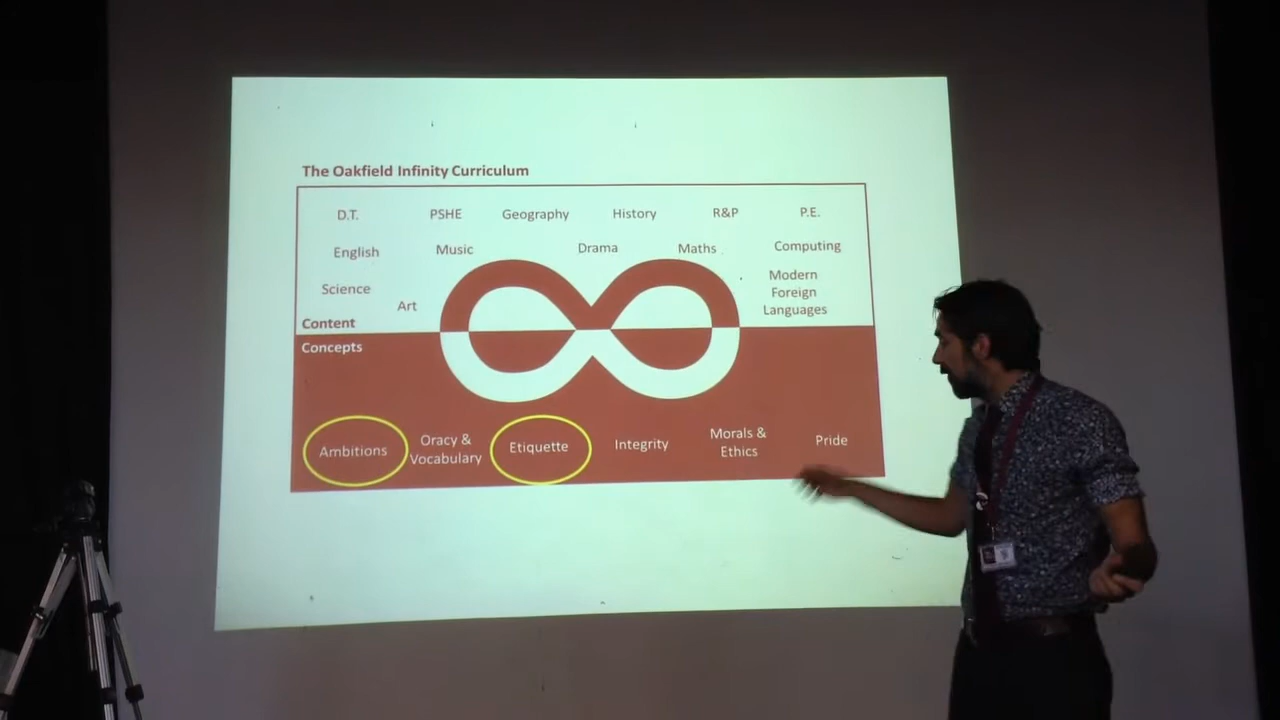 The Oakfield Infinity Curriculum
D.T. PSHE Geography History R&P P.E.
English Music Drama Maths Computing
Science Art Modern
Foreign
Languages
Content
Concepts
Ambitions Oracy &
Vocabulary Etiquette Integrity Morals &
Ethics Pride